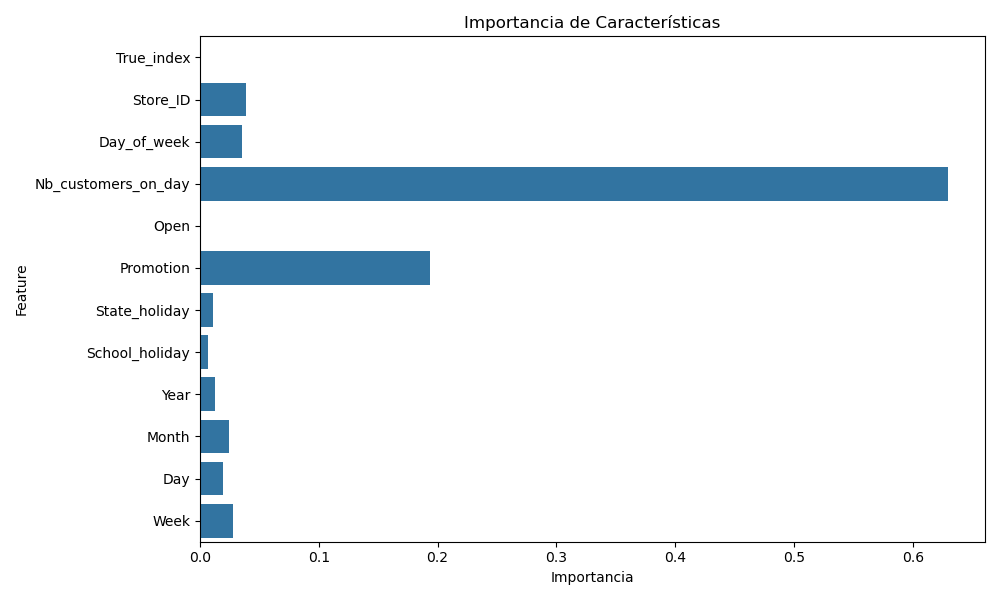 Importancia de Características
True_index
Store_ID
Day_of_week
Nb_customers_on_day
Open
Promotion
State_holiday
School_holiday
Year
Month
Day
Week
Feature
0.0 0.1 0.2 0.3 0.4 0.5 0.6
Importancia